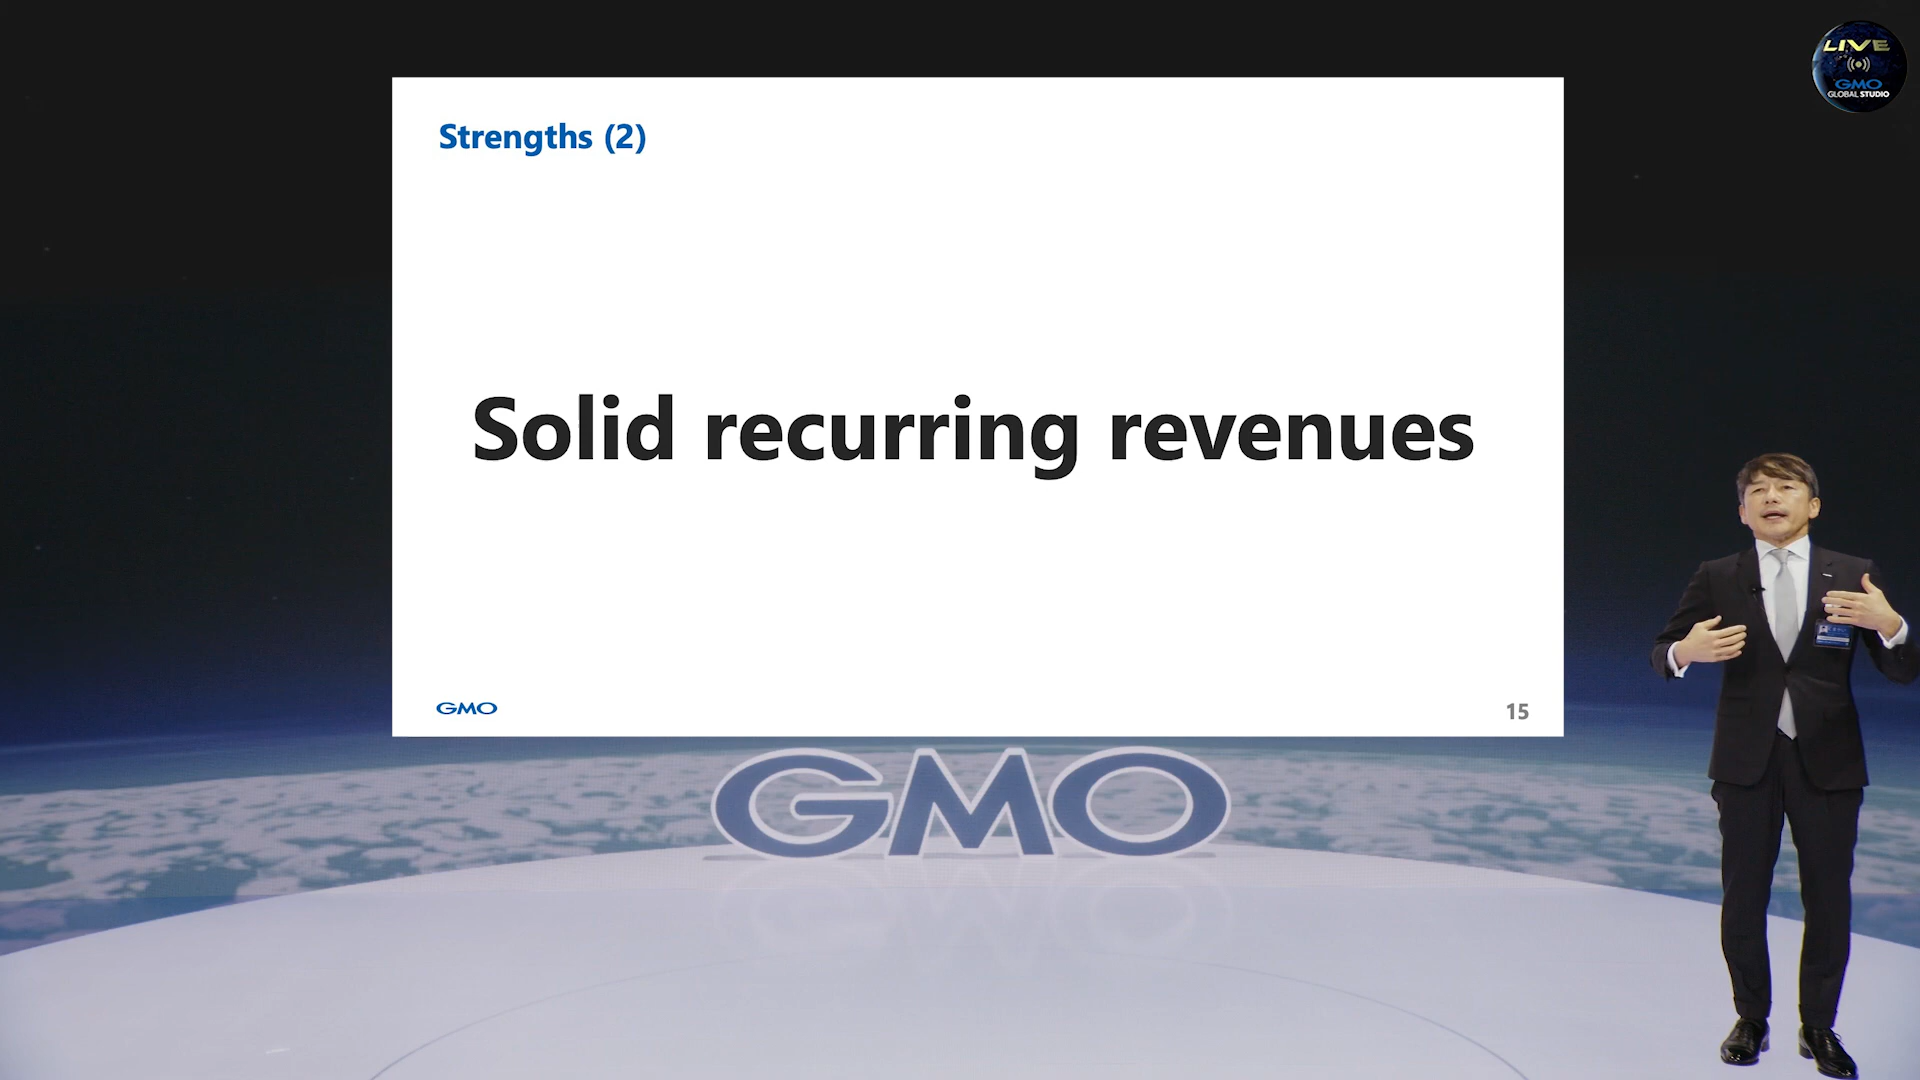 LIVE
GMO
GLOBAL STUDIO
Strengths (2)
Solid recurring revenues
GMO
15
GMO